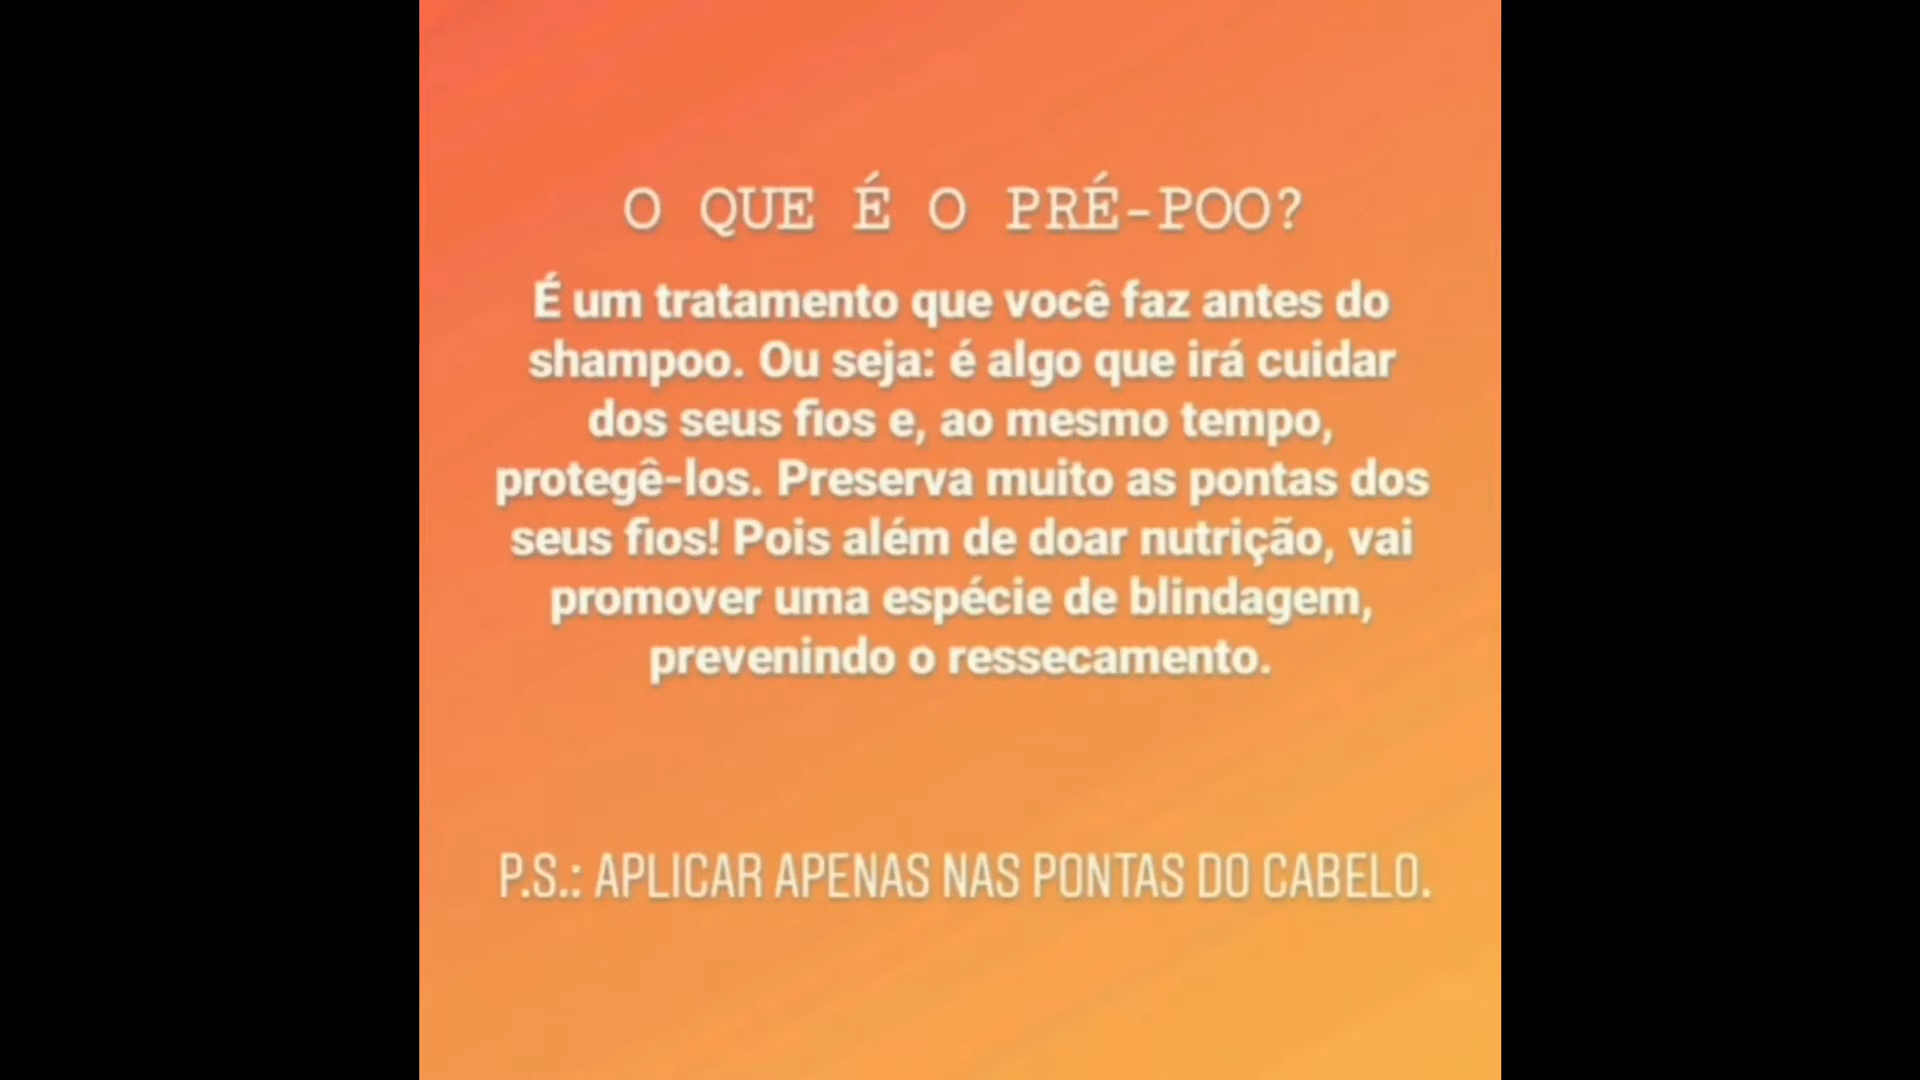 O QUE É O PRÉ-POO?
É um tratamento que você faz antes do
shampoo. Ou seja: é algo que irá cuidar
dos seus fios e, ao mesmo tempo,
protegê-los. Preserva muito as pontas dos
seus fios! Pois além de doar nutrição, vai
promover uma espécie de blindagem,
prevenindo o ressecamento.
P.S.: APLICAR APENAS NAS PONTAS DO CABELO.